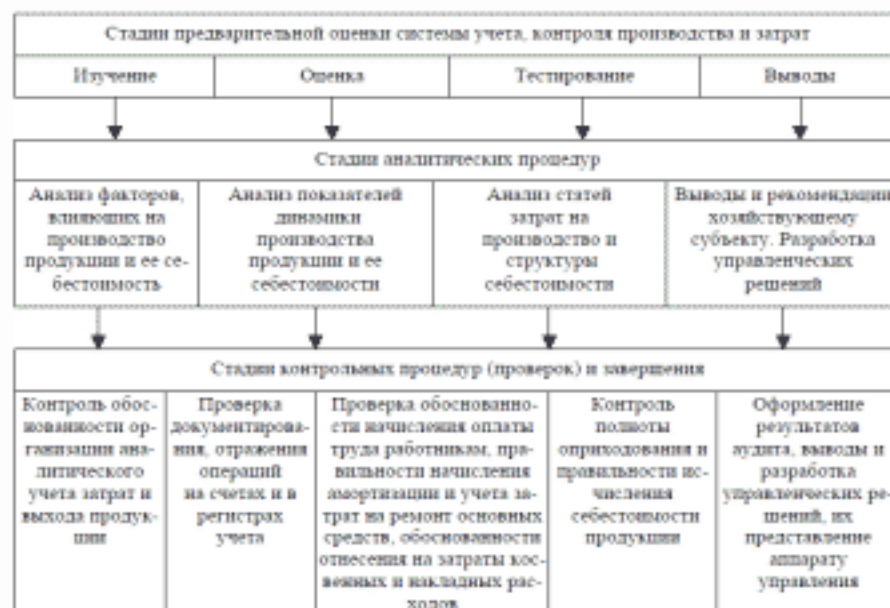 Стадии предварительной оценки системы учета, контроля производства и затрат
Изучение
Оценка
Тестирование
Выводы
Стадии аналитических процедур
Анализ факторов,
влияющих на
производство
продукции и ее се-
бестоимость
Анализ показателей
динамики
производства
продукции и ее
себестоимости
Анализ статей
затрат на
производство и
структуры
себестоимости
Выводы и рекомендации
хозяйствующему
субъекту. Разработка
управленческих
решений
Стадии контрольных процедур (проверок) и завершения
Контроль обос-
нованности ор-
ганизации ана-
литического
учета затрат и
выхода продук-
ции
Проверка
документирова-
ния, отражения
операций
на счетах и в
регистрах
учета
Проверка обоснованно-
сти начисления оплаты
труда работникам, пра-
вильности начисления
амортизации и учета за-
трат на ремонт основных
средств, обоснованности
отнесения на затраты кос-
венных и накладных рас-
ходов
Контроль
полноты
оприходования и
правильности ис-
числения
себестоимости
продукции
Оформление
результатов
аудита, выводы и
разработка
управленческих ре-
шений, их
представление
аппарату
управления